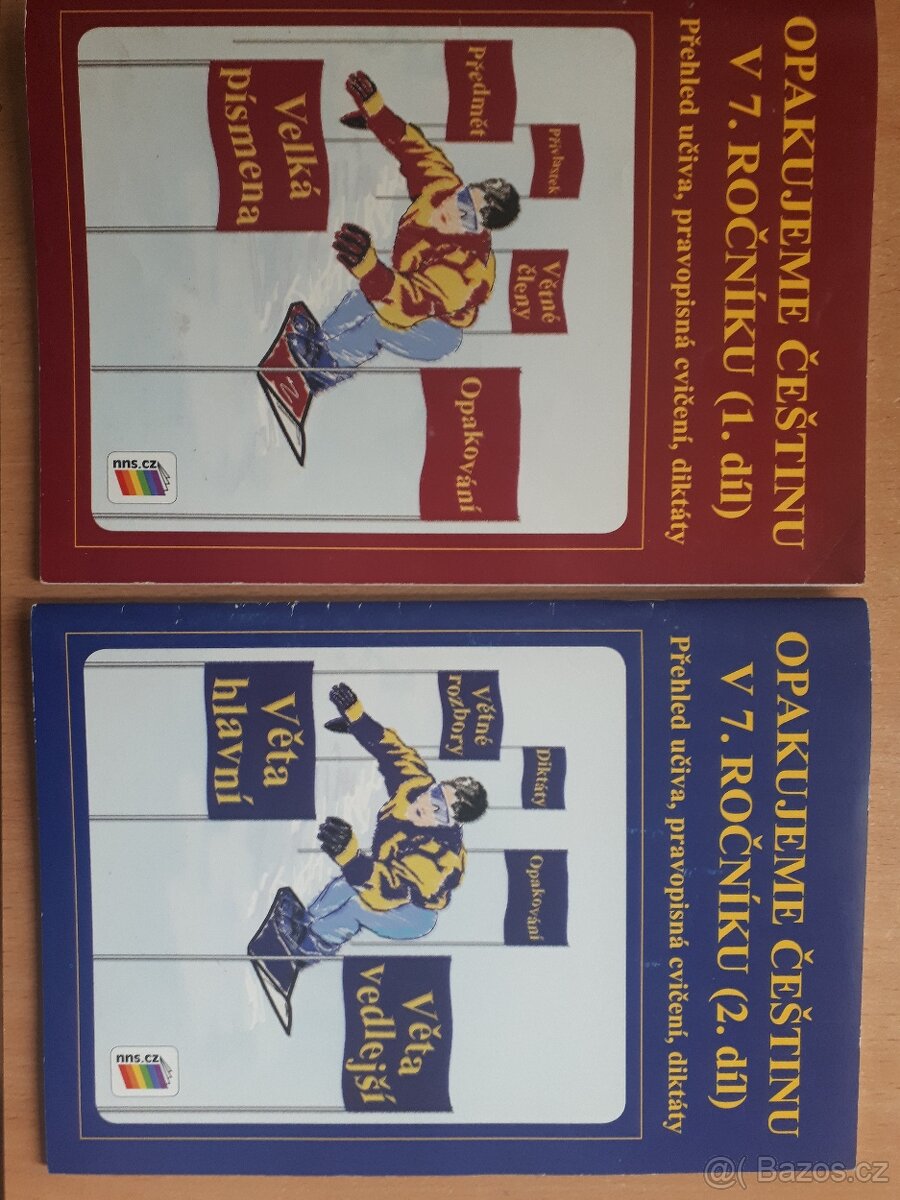 OPAKUJEME ČEŠTINU
V 7. ROČNÍKU (1. díl)
Přehled učiva, pravopisná cvičení, diktáty
Předmět
Přívlastek
Větné
členy
Opakování
Velká
písmena
nns.cz
OPAKUJEME ČEŠTINU
V 7. ROČNÍKU (2. díl)
Přehled učiva, pravopisná cvičení, diktáty
Větné
rozbory
Diktáty
Opakování
Věta
hlavní
Věta
vedlejší
nns.cz
@( Bazos.cz